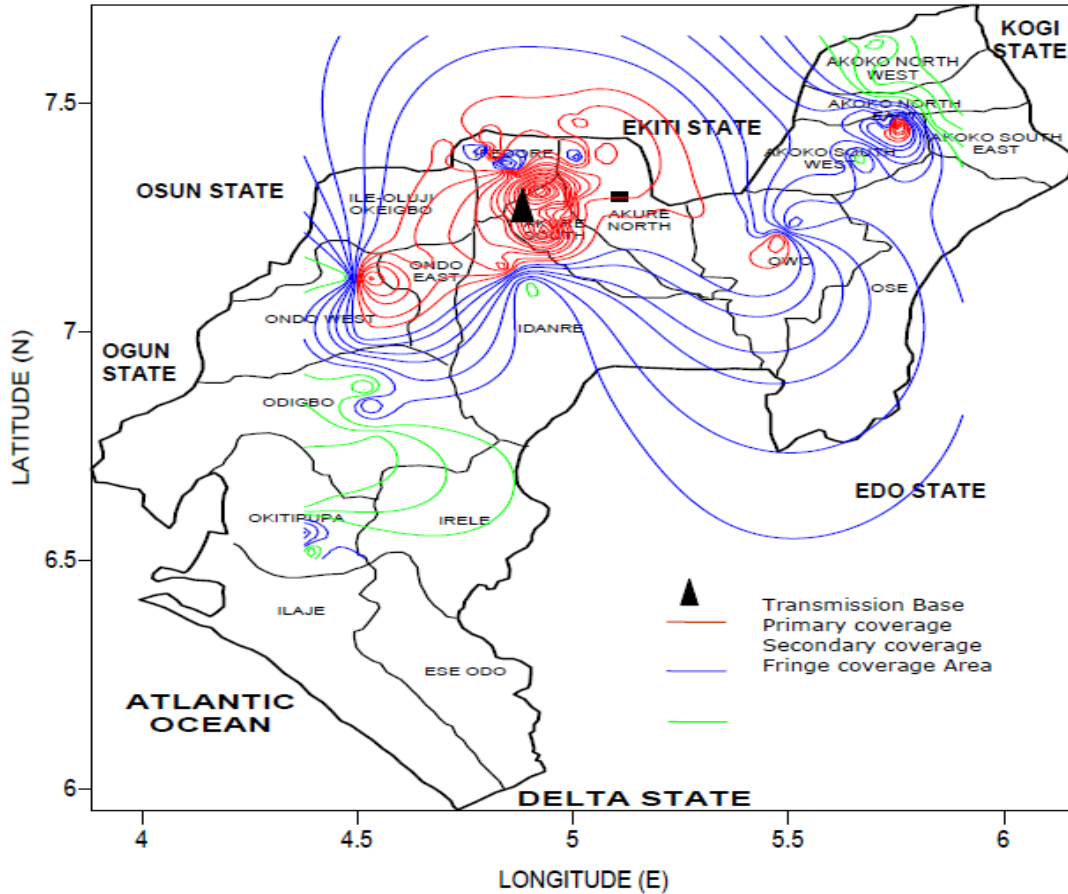 KOGI
STATE
AKOKO NORTH
WEST
7.5
AKOKO NORTH
EAST
EKITI STATE
AKOKO SOUTH
EAST
AKOKO SOUTH
WEST
IFEDORE
OSUN STATE
ILE-OLUJI
OKEIGBO
AKURE
NORTH
AKURE
SOUTH
ONDO
EAST
OWO
OSE
ONDO WEST
IDANRE
7
OGUN
STATE
ODIGBO
LATITUDE (N)
EDO STATE
OKITIPUPA
IRELE
6.5
ILAJE
Transmission Base
Primary coverage
Secondary coverage
Fringe coverage Area
ESE ODO
ATLANTIC
OCEAN
6
DELTA STATE
4
4.5
5
5.5
6
LONGITUDE (E)